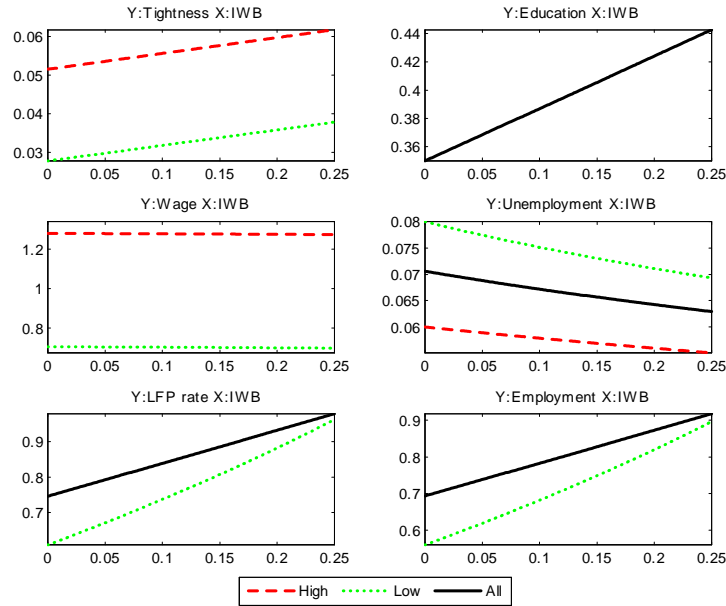 Y:Tightness X:IWB
0.06
0.05
0.04
0.03
0 0.05 0.1 0.15 0.2 0.25
Y:Education X:IWB
0.44
0.42
0.4
0.38
0.36
0 0.05 0.1 0.15 0.2 0.25
Y:Wage X:IWB
1.2
1
0.8
0 0.05 0.1 0.15 0.2 0.25
Y:Unemployment X:IWB
0.08
0.075
0.07
0.065
0.06
0 0.05 0.1 0.15 0.2 0.25
Y:LFP rate X:IWB
0.9
0.8
0.7
0 0.05 0.1 0.15 0.2 0.25
Y:Employment X:IWB
0.9
0.8
0.7
0.6
0 0.05 0.1 0.15 0.2 0.25
High Low All